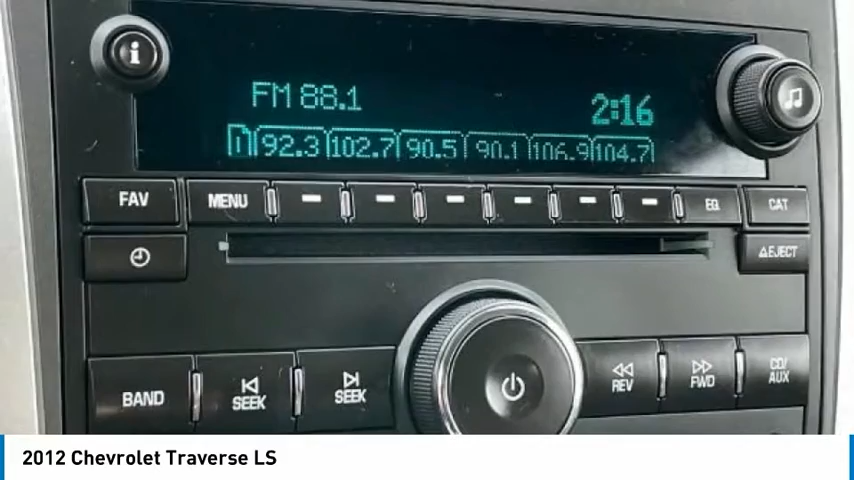 i
FM 88.1 2:16
1 92.3 102.7 90.5 90.1 106.9 104.7
FAV MENU EQ CAT
EJECT
BAND SEEK SEEK REV FWD CD/AUX
2012 Chevrolet Traverse LS